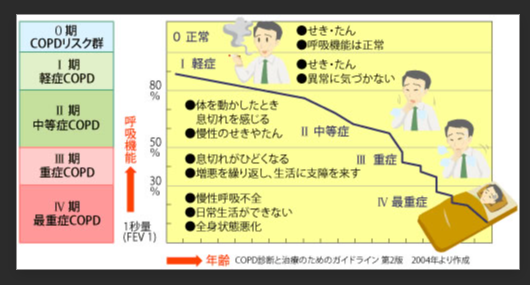 0 期
COPDリスク群
Ⅰ 期
軽症COPD
Ⅱ 期
中等症COPD
Ⅲ 期
重症COPD
Ⅳ 期
最重症COPD
呼吸機能
1秒量
(FEV 1)
80
%
50
%
30
%
0 正常
●せき・たん
●呼吸機能は正常
Ⅰ 軽症
●せき・たん
●異常に気づかない
●体を動かしたとき
息切れを感じる
●慢性のせきやたん
Ⅱ 中等症
●息切れがひどくなる
●増悪を繰り返し、生活に支障を来す
Ⅲ 重症
●慢性呼吸不全
●日常生活ができない
●全身状態悪化
Ⅳ 最重症
年齢
COPD診断と治療のためのガイドライン 第2版 2004年より作成